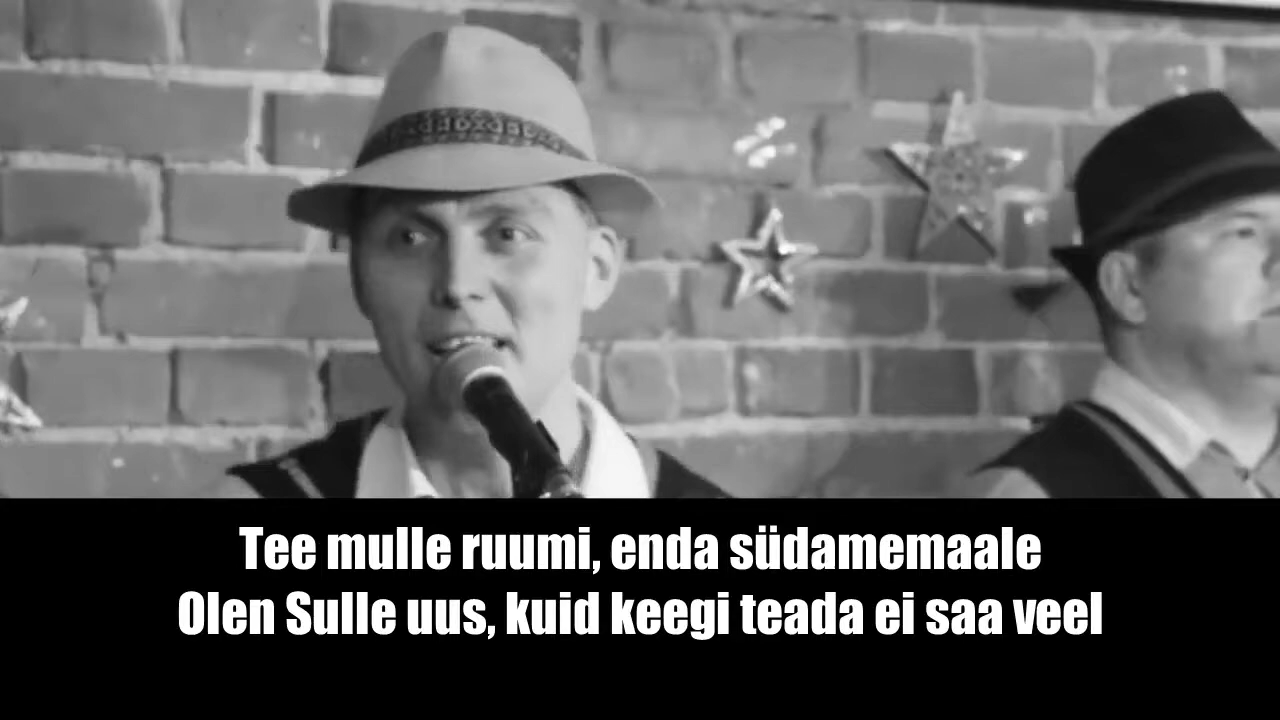 Tee mulle ruumi, enda südamemaale
Olen Sulle uus, kuid keegi teada ei saa veel